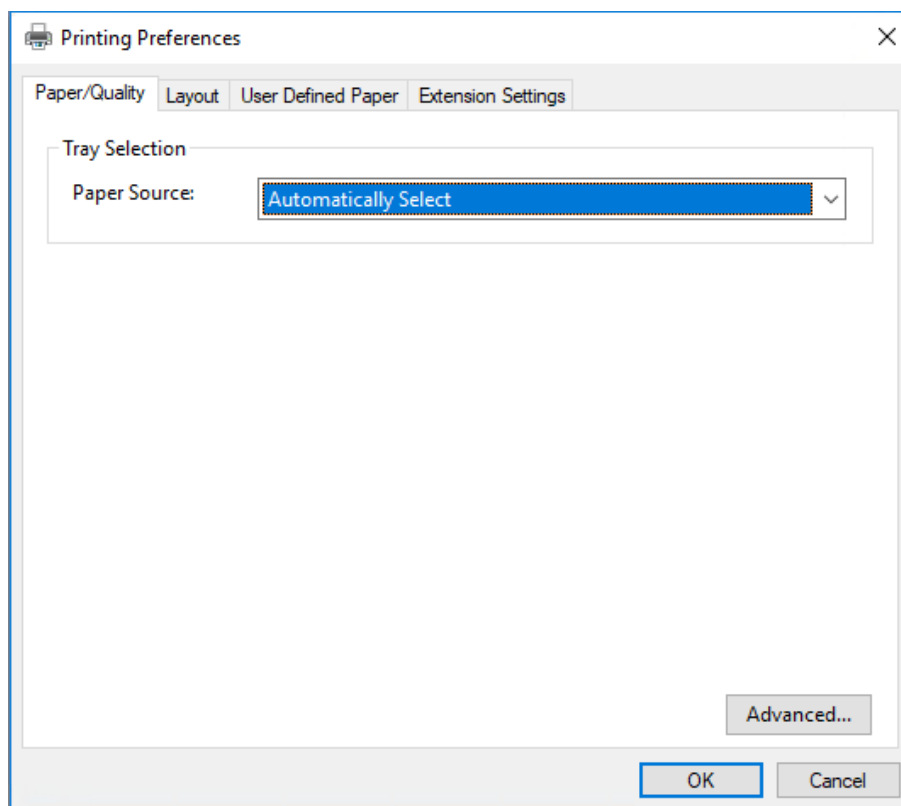 Printing Preferences
Paper/Quality Layout User Defined Paper Extension Settings
Tray Selection
Paper Source: Automatically Select
Advanced...
OK Cancel